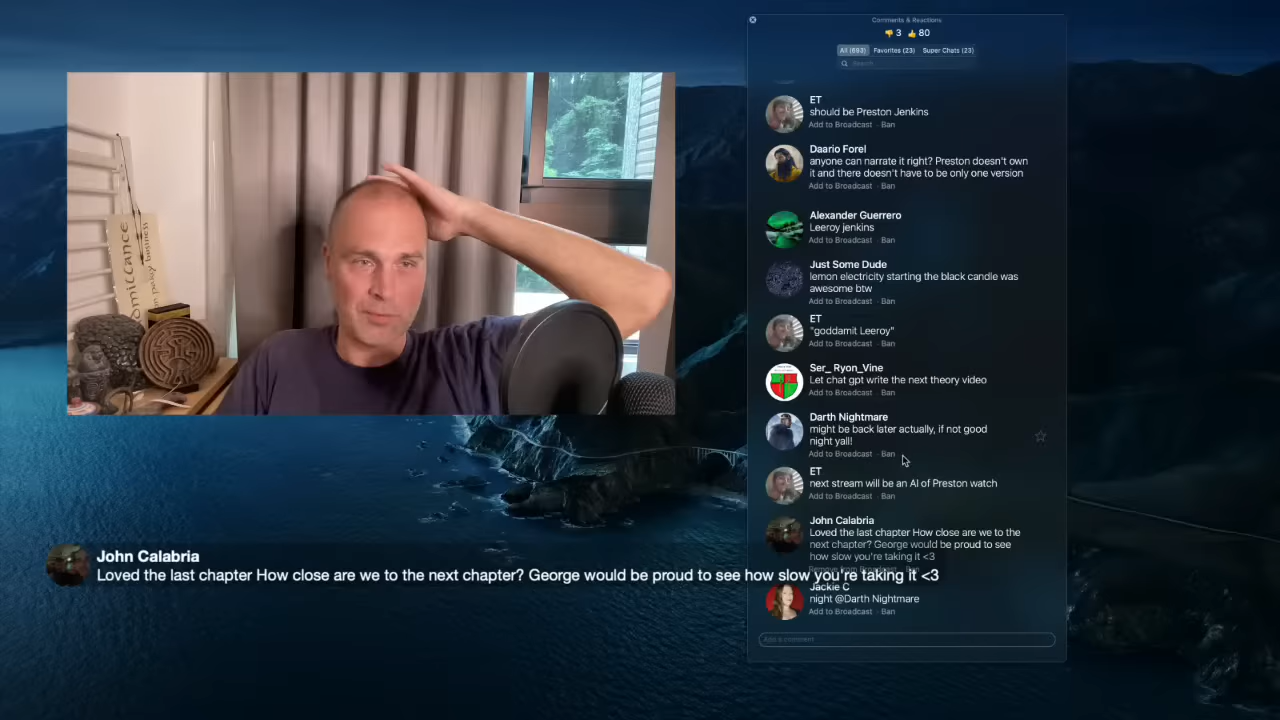 Comments & Reactions
👎 3 👍 80
All (693) Favorites (23) Super Chats (23)
Search
ET
should be Preston Jenkins
Add to Broadcast · Ban
Daario Forel
anyone can narrate it right? Preston doesn't own
it and there doesn't have to be only one version
Add to Broadcast · Ban
Alexander Guerrero
Leeroy jenkins
Add to Broadcast · Ban
Just Some Dude
lemon electricity starting the black candle was
awesome btw
Add to Broadcast · Ban
ET
"goddamit Leeroy"
Add to Broadcast · Ban
Ser_ Ryon_Vine
Let chat gpt write the next theory video
Add to Broadcast · Ban
Darth Nightmare
might be back later actually, if not good
night yall!
Add to Broadcast · Ban
ET
next stream will be an AI of Preston watch
Add to Broadcast · Ban
John Calabria
Loved the last chapter How close are we to the
next chapter? George would be proud to see
how slow you're taking it <3
Remove from Broadcast · Ban
Jackie C
night @Darth Nightmare
Add to Broadcast · Ban
Add a comment
John Calabria
Loved the last chapter How close are we to the next chapter? George would be proud to see how slow you're taking it <3